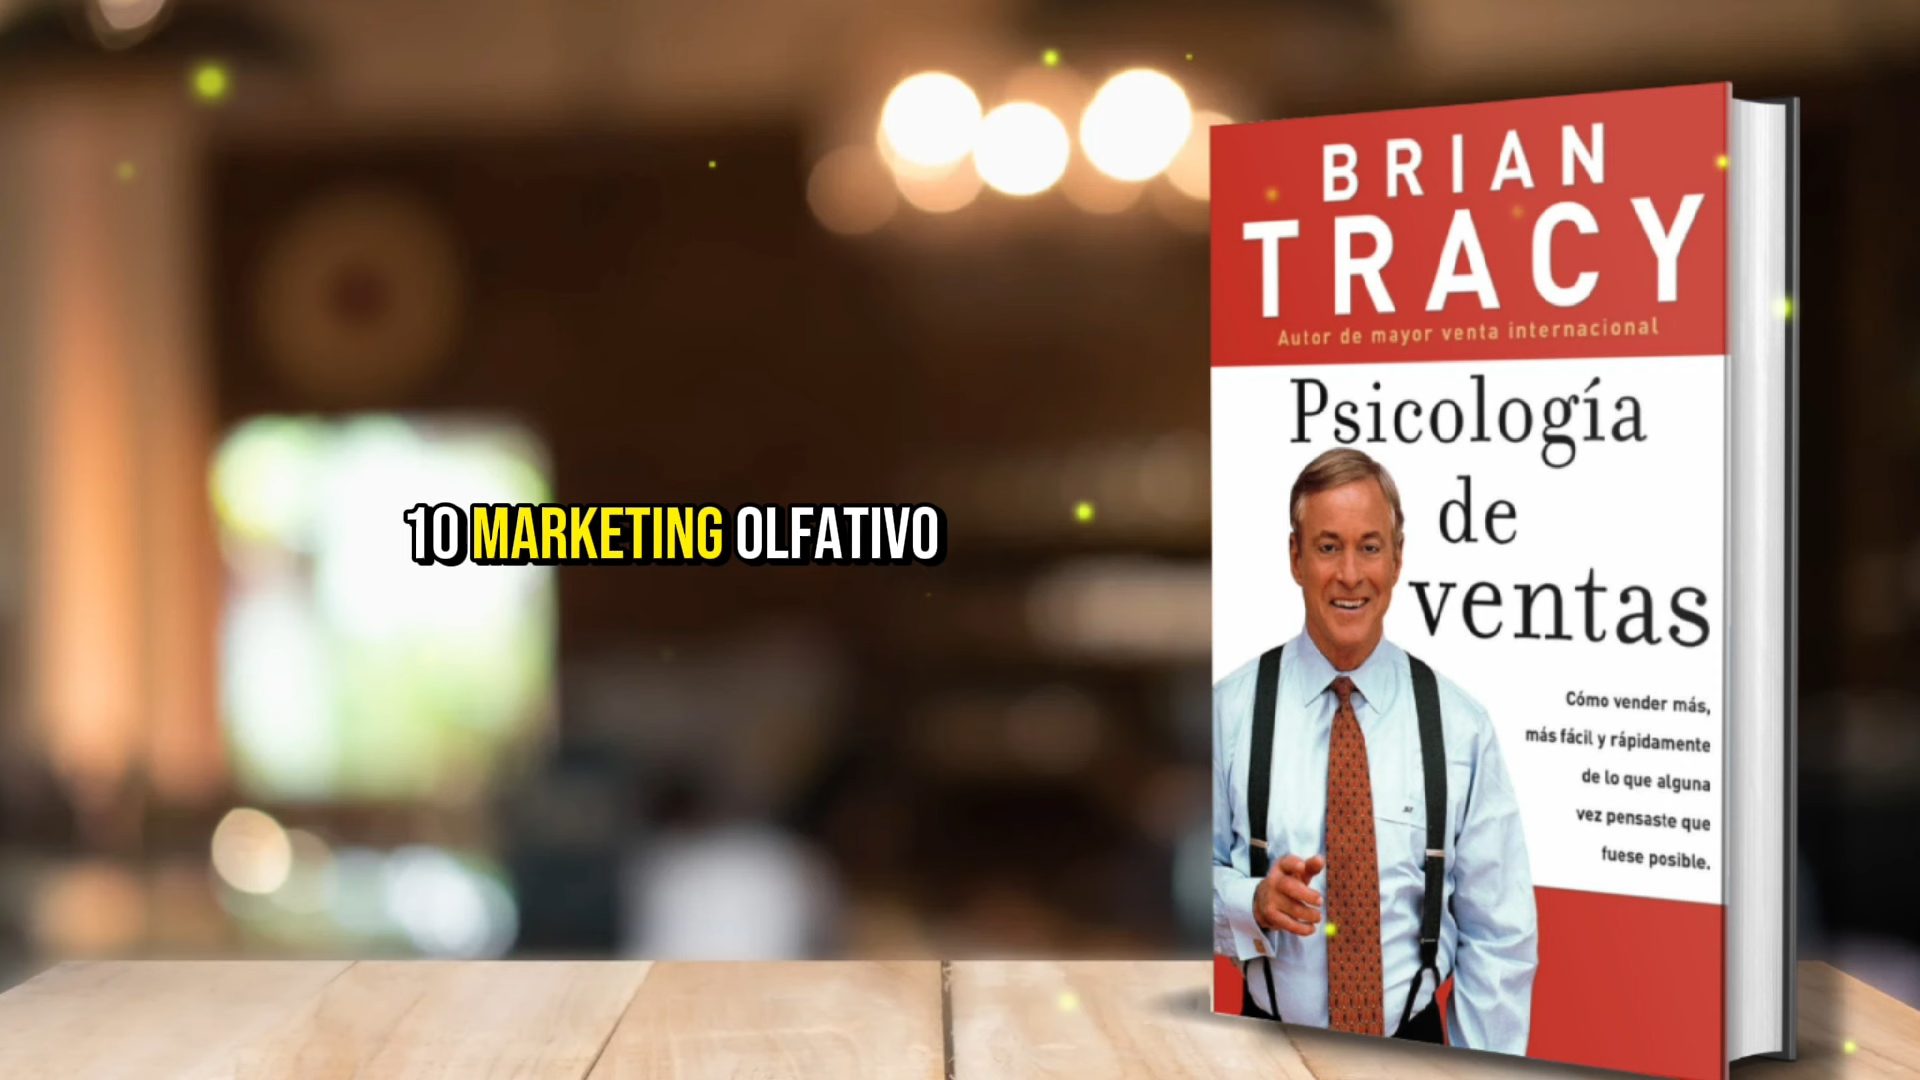 10 MARKETING OLFATIVO
BRIAN
TRACY
Autor de mayor venta internacional
Psicología
de
ventas
Cómo vender más,
más fácil y rápidamente
de lo que alguna
vez pensaste que
fuese posible.